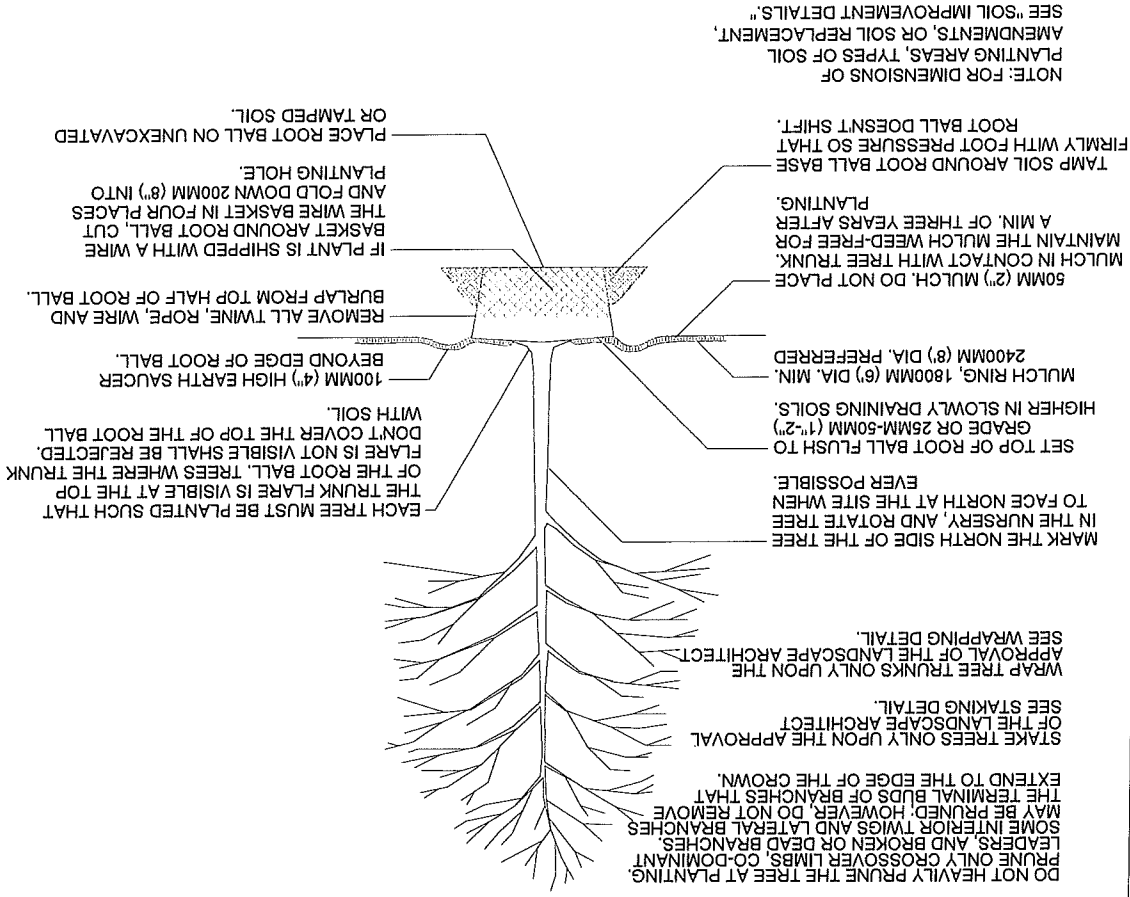 DO NOT HEAVILY PRUNE THE TREE AT PLANTING.
PRUNE ONLY CROSSOVER LIMBS, CO-DOMINANT
LEADERS, AND BROKEN OR DEAD BRANCHES.
SOME INTERIOR TWIGS AND LATERAL BRANCHES
MAY BE PRUNED; HOWEVER, DO NOT REMOVE
THE TERMINAL BUDS OF BRANCHES THAT
EXTEND TO THE EDGE OF THE CROWN.
STAKE TREES ONLY UPON THE APPROVAL
OF THE LANDSCAPE ARCHITECT
SEE STAKING DETAIL.
WRAP TREE TRUNKS ONLY UPON THE
APPROVAL OF THE LANDSCAPE ARCHITECT
SEE WRAPPING DETAIL.
MARK THE NORTH SIDE OF THE TREE
IN THE NURSERY, AND ROTATE TREE
TO FACE NORTH AT THE SITE WHEN
EVER POSSIBLE.
SET TOP OF ROOT BALL FLUSH TO
GRADE OR 25MM-50MM (1"-2")
HIGHER IN SLOWLY DRAINING SOILS.
MULCH RING, 1800MM (6') DIA. MIN.
2400MM (8') DIA. PREFERRED
50MM (2") MULCH. DO NOT PLACE
MULCH IN CONTACT WITH TREE TRUNK.
MAINTAIN THE MULCH WEED-FREE FOR
A MIN. OF THREE YEARS AFTER
PLANTING.
TAMP SOIL AROUND ROOT BALL BASE
FIRMLY WITH FOOT PRESSURE SO THAT
ROOT BALL DOESN'T SHIFT.
NOTE: FOR DIMENSIONS OF
PLANTING AREAS, TYPES OF SOIL
AMENDMENTS, OR SOIL REPLACEMENT,
SEE "SOIL IMPROVEMENT DETAILS."
EACH TREE MUST BE PLANTED SUCH THAT
THE TRUNK FLARE IS VISIBLE AT THE TOP
OF THE ROOT BALL. TREES WHERE THE TRUNK
FLARE IS NOT VISIBLE SHALL BE REJECTED.
DON'T COVER THE TOP OF THE ROOT BALL
WITH SOIL.
100MM (4") HIGH EARTH SAUCER
BEYOND EDGE OF ROOT BALL.
REMOVE ALL TWINE, ROPE, WIRE AND
BURLAP FROM TOP HALF OF ROOT BALL.
IF PLANT IS SHIPPED WITH A WIRE
BASKET AROUND ROOT BALL, CUT
THE WIRE BASKET IN FOUR PLACES
AND FOLD DOWN 200MM (8") INTO
PLANTING HOLE.
PLACE ROOT BALL ON UNEXCAVATED
OR TAMPED SOIL.